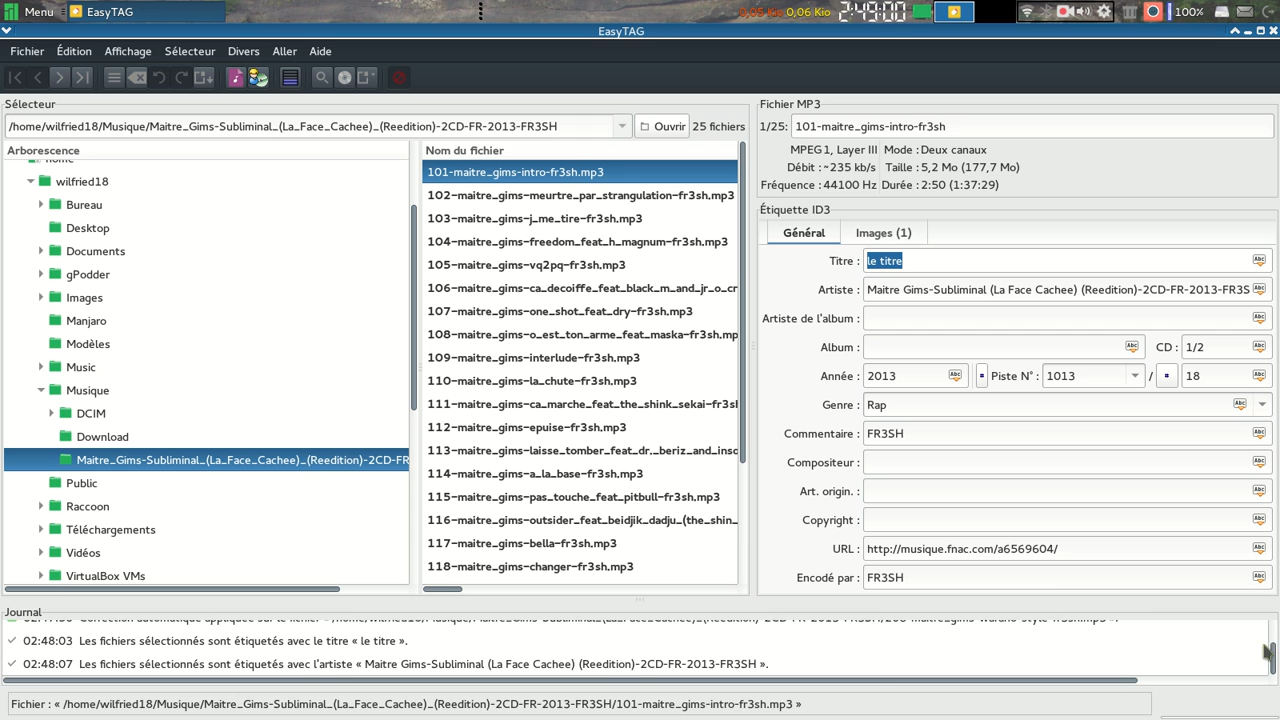 Menu
EasyTAG
0,05 Kio 0,06 Kio
2:49:00
100%
EasyTAG
Fichier Édition Affichage Sélecteur Divers Aller Aide
Sélecteur
/home/wilfried18/Musique/Maitre_Gims-Subliminal_(La_Face_Cachee)_(Reedition)-2CD-FR-2013-FR3SH
Ouvrir
25 fichiers
Arborescence
home
wilfried18
Bureau
Desktop
Documents
gPodder
Images
Manjaro
Modèles
Music
Musique
DCIM
Download
Maitre_Gims-Subliminal_(La_Face_Cachee)_(Reedition)-2CD-FR
Public
Raccoon
Téléchargements
Vidéos
VirtualBox VMs
Nom du fichier
101-maitre_gims-intro-fr3sh.mp3
102-maitre_gims-meurtre_par_strangulation-fr3sh.mp3
103-maitre_gims-j_me_tire-fr3sh.mp3
104-maitre_gims-freedom_feat_h_magnum-fr3sh.mp3
105-maitre_gims-vq2pq-fr3sh.mp3
106-maitre_gims-ca_decoiffe_feat_black_m_and_jr_o_cr
107-maitre_gims-one_shot_feat_dry-fr3sh.mp3
108-maitre_gims-o_est_ton_arme_feat_maska-fr3sh.mp
109-maitre_gims-interlude-fr3sh.mp3
110-maitre_gims-la_chute-fr3sh.mp3
111-maitre_gims-ca_marche_feat_the_shink_sekai-fr3sh
112-maitre_gims-epuise-fr3sh.mp3
113-maitre_gims-laisse_tomber_feat_dr._beriz_and_inso
114-maitre_gims-a_la_base-fr3sh.mp3
115-maitre_gims-pas_touche_feat_pitbull-fr3sh.mp3
116-maitre_gims-outsider_feat_beidjik_dadju_(the_shin_
117-maitre_gims-bella-fr3sh.mp3
118-maitre_gims-changer-fr3sh.mp3
Fichier MP3
1/25: 101-maitre_gims-intro-fr3sh
MPEG1, Layer III Mode : Deux canaux
Débit : ~235 kb/s Taille : 5,2 Mo (177,7 Mo)
Fréquence : 44100 Hz Durée : 2:50 (1:37:29)
Étiquette ID3
Général Images (1)
Titre : le titre
Artiste : Maitre Gims-Subliminal (La Face Cachee) (Reedition)-2CD-FR-2013-FR3S
Artiste de l'album :
Album : CD : 1/2
Année : 2013 Piste N° : 1013 / 18
Genre : Rap
Commentaire : FR3SH
Compositeur :
Art. origin. :
Copyright :
URL : http://musique.fnac.com/a6569604/
Encodé par : FR3SH
Journal
02:48:03 Les fichiers sélectionnés sont étiquetés avec le titre « le titre ».
02:48:07 Les fichiers sélectionnés sont étiquetés avec l'artiste « Maitre Gims-Subliminal (La Face Cachee) (Reedition)-2CD-FR-2013-FR3SH ».
Fichier : « /home/wilfried18/Musique/Maitre_Gims-Subliminal_(La_Face_Cachee)_(Reedition)-2CD-FR-2013-FR3SH/101-maitre_gims-intro-fr3sh.mp3 »